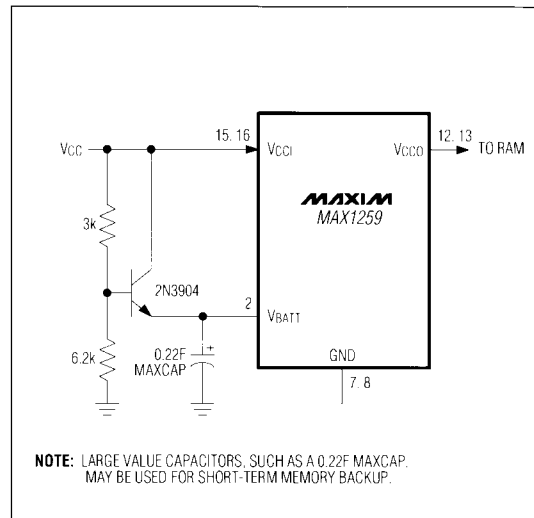 15, 16
12, 13
VCC
VCCI
VCCO
TO RAM
MAXIM
MAX1259
3k
2N3904
2
VBATT
6.2k
0.22F
+
MAXCAP
GND
7, 8
NOTE: LARGE VALUE CAPACITORS, SUCH AS A 0.22F MAXCAP,
MAY BE USED FOR SHORT-TERM MEMORY BACKUP.